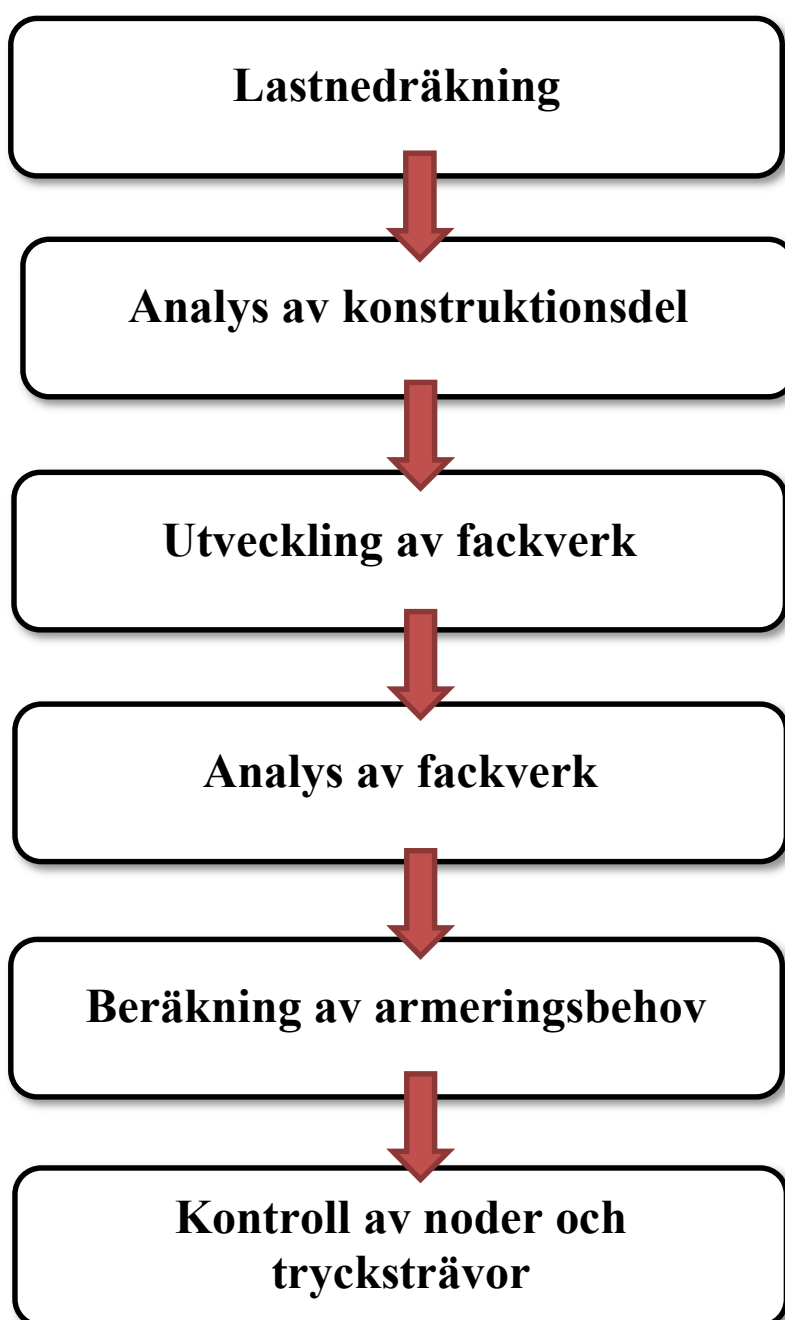 Lastnedräkning
Analys av konstruktionsdel
Utveckling av fackverk
Analys av fackverk
Beräkning av armeringsbehov
Kontroll av noder och
trycksträvor